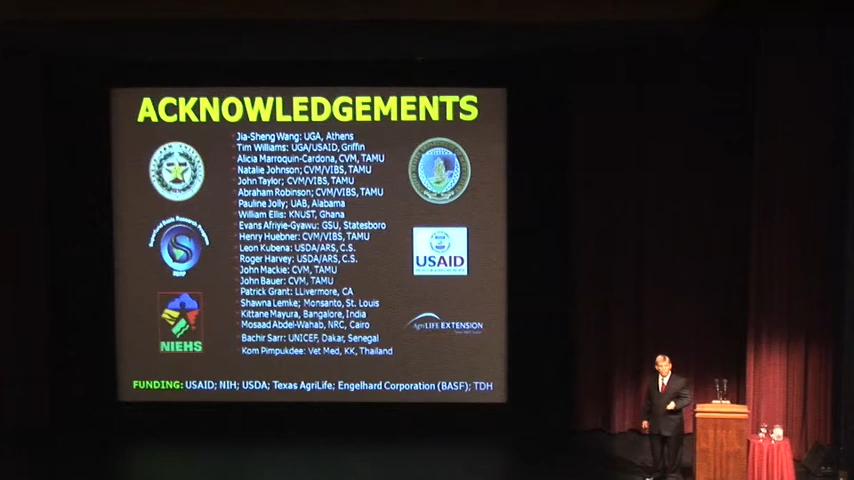 ACKNOWLEDGEMENTS
Jia-Sheng Wang: UGA, Athens
Tim Williams: UGA/USAID, Griffin
Alicia Marroquin-Cardona, CVM, TAMU
Natalie Johnson; CVM/VIBS, TAMU
John Taylor; CVM/VIBS, TAMU
Abraham Robinson; CVM/VIBS, TAMU
Pauline Jolly; UAB, Alabama
William Ellis: KNUST, Ghana
Evans Afriyie-Gyawu: GSU, Statesboro
Henry Huebner: CVM/VIBS, TAMU
Leon Kubena: USDA/ARS, C.S.
Roger Harvey: USDA/ARS, C.S.
John Mackie: CVM, TAMU
John Bauer: CVM, TAMU
Patrick Grant: LLivermore, CA
Shawna Lemke; Monsanto, St. Louis
Kittane Mayura, Bangalore, India
Mosaad Abdel-Wahab, NRC, Cairo
Bachir Sarr: UNICEF, Dakar, Senegal
Kom Pimpukdee: Vet Med, KK, Thailand
Superfund Basic Research Program
SBRP
NIEHS
USAID
AgriLIFE EXTENSION
FUNDING: USAID; NIH; USDA; Texas AgriLife; Engelhard Corporation (BASF); TDH